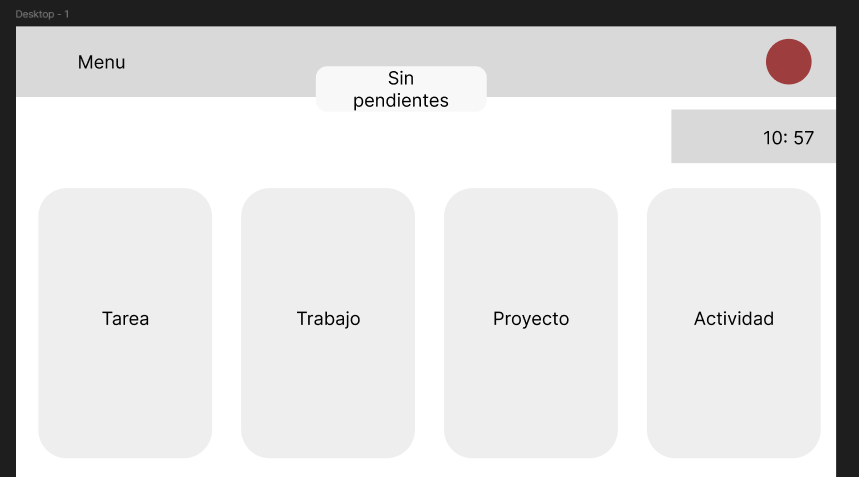 Desktop - 1
Menu
Sin
pendientes
10: 57
Tarea
Trabajo
Proyecto
Actividad